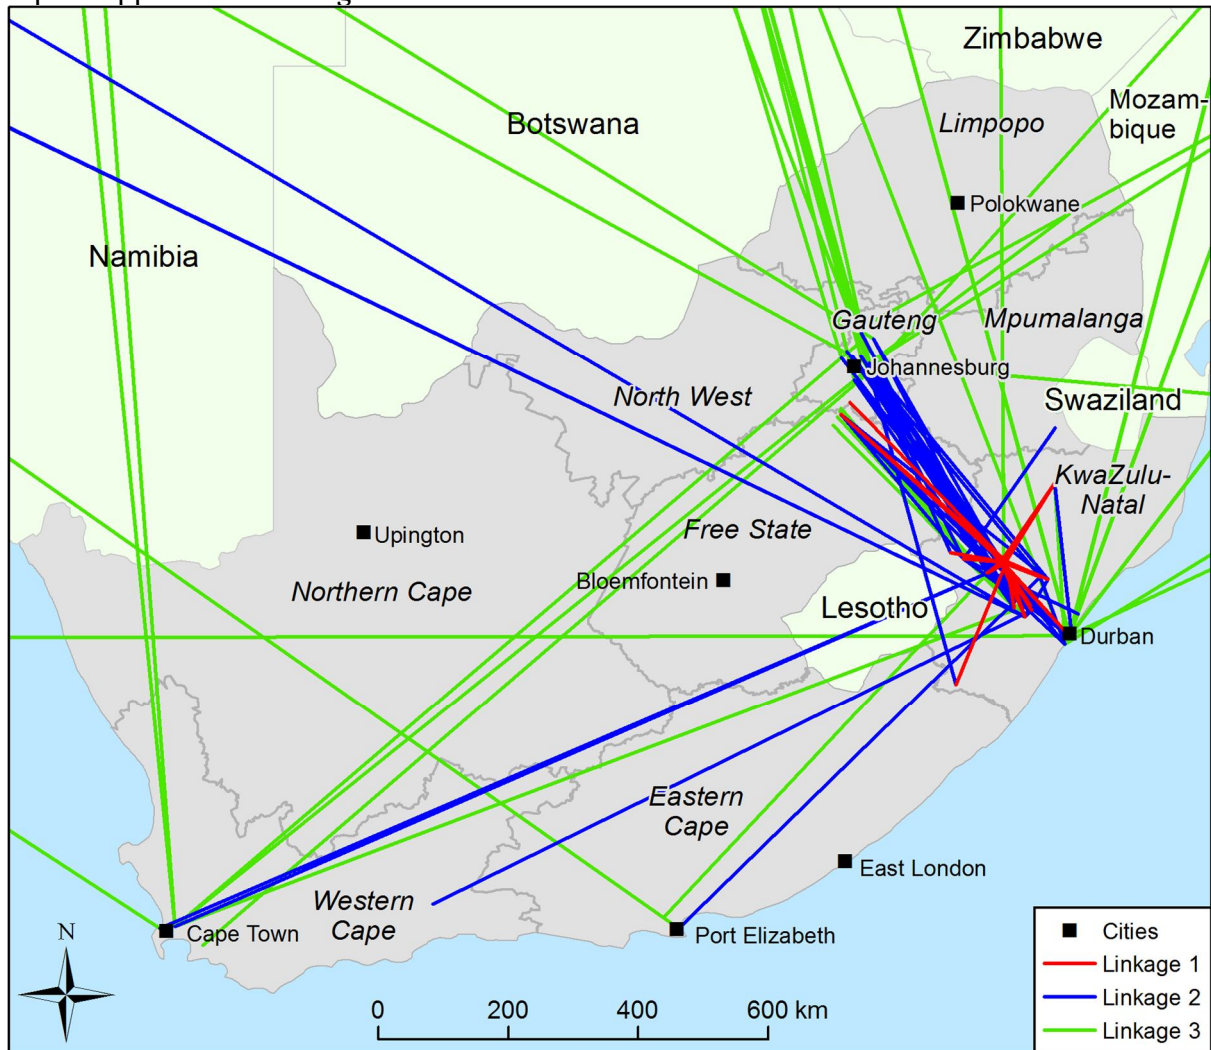 Zimbabwe
Botswana
Limpopo
Mozam-
bique
Polokwane
Namibia
Gauteng
Mpumalanga
Johannesburg
North West
Swaziland
KwaZulu-
Natal
Free State
Upington
Bloemfontein
Northern Cape
Lesotho
Durban
Eastern
Cape
East London
Western
Cape
Cape Town
Port Elizabeth
N
0 200 400 600 km
Cities
Linkage 1
Linkage 2
Linkage 3